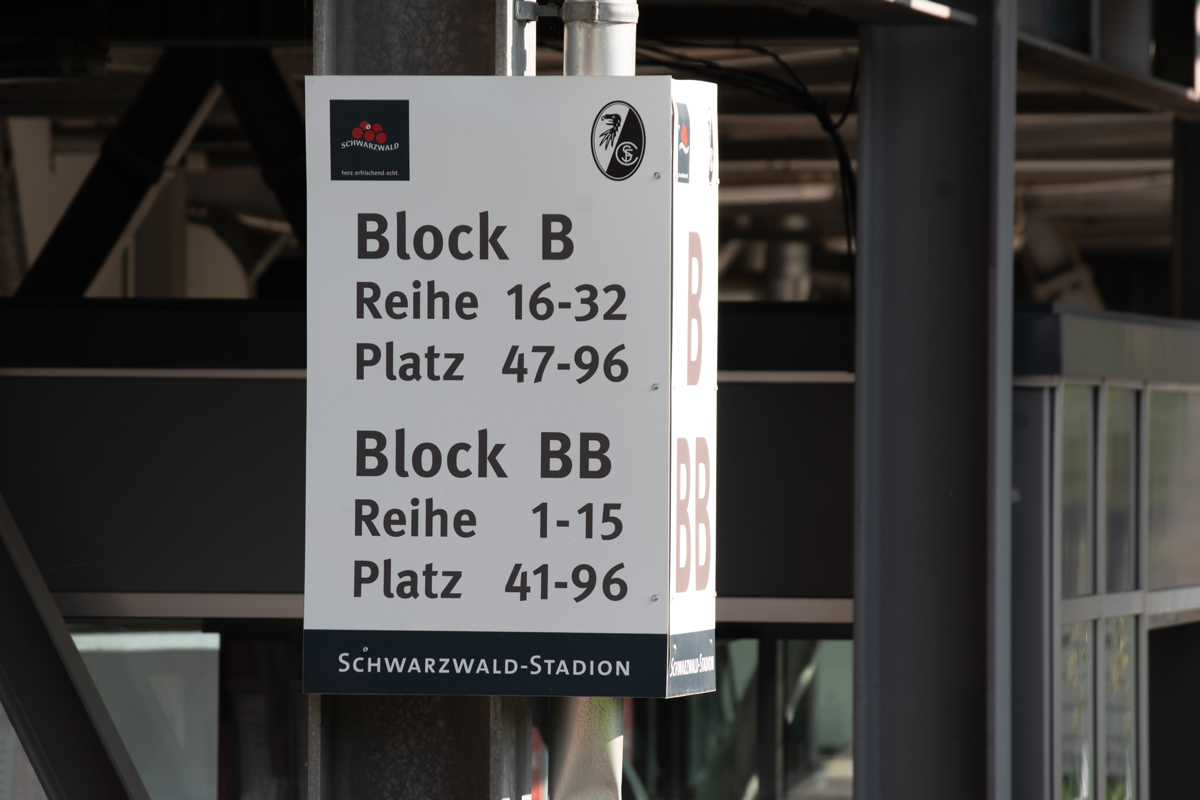 SCHWARZWALD
herz.erfrischend.echt.
SC
Block B
Reihe 16-32
Platz 47-96
Block BB
Reihe 1-15
Platz 41-96
SCHWARZWALD-STADION
B
BB
SCHWARZWALD-STADION